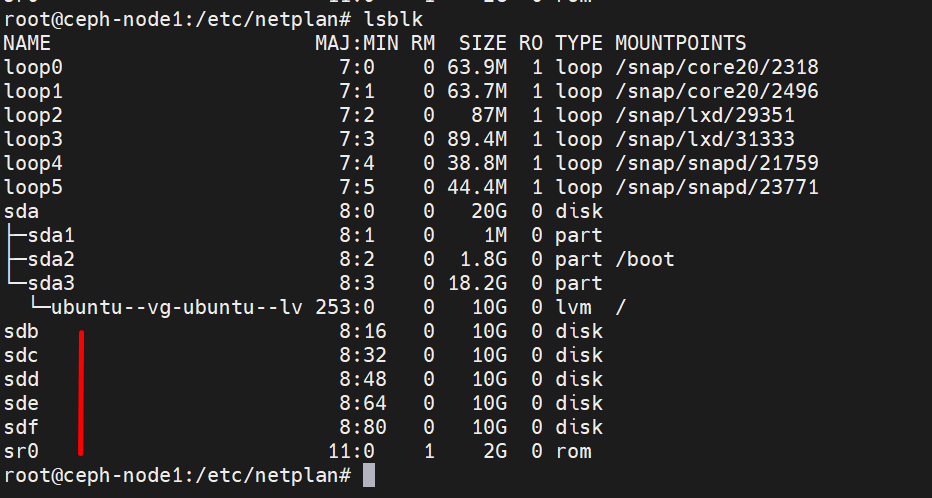 sr0 11:0 1 2G 0 rom
root@ceph-node1:/etc/netplan# lsblk
NAME                      MAJ:MIN RM  SIZE RO TYPE MOUNTPOINTS
loop0                       7:0    0 63.9M  1 loop /snap/core20/2318
loop1                       7:1    0 63.7M  1 loop /snap/core20/2496
loop2                       7:2    0   87M  1 loop /snap/lxd/29351
loop3                       7:3    0 89.4M  1 loop /snap/lxd/31333
loop4                       7:4    0 38.8M  1 loop /snap/snapd/21759
loop5                       7:5    0 44.4M  1 loop /snap/snapd/23771
sda                         8:0    0   20G  0 disk
├─sda1                      8:1    0    1M  0 part
├─sda2                      8:2    0  1.8G  0 part /boot
└─sda3                      8:3    0 18.2G  0 part
  └─ubuntu--vg-ubuntu--lv 253:0    0   10G  0 lvm  /
sdb                         8:16   0   10G  0 disk
sdc                         8:32   0   10G  0 disk
sdd                         8:48   0   10G  0 disk
sde                         8:64   0   10G  0 disk
sdf                         8:80   0   10G  0 disk
sr0                        11:0    1    2G  0 rom
root@ceph-node1:/etc/netplan#